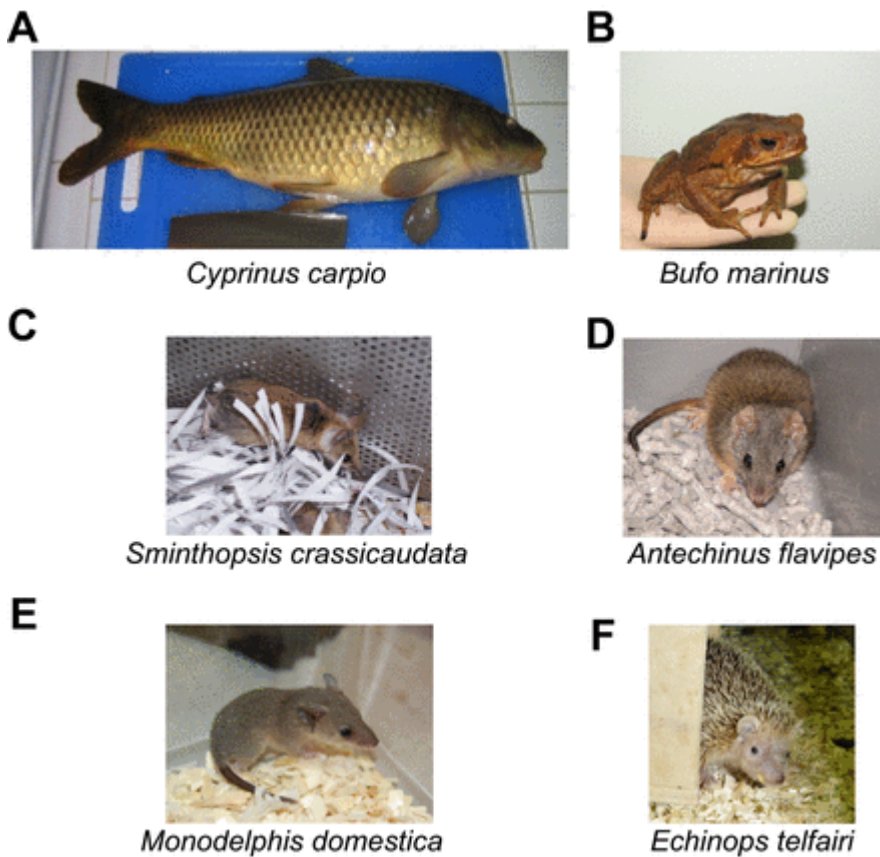 A
B
Cyprinus carpio
Bufo marinus
C
D
Sminthopsis crassicaudata
Antechinus flavipes
E
F
Monodelphis domestica
Echinops telfairi